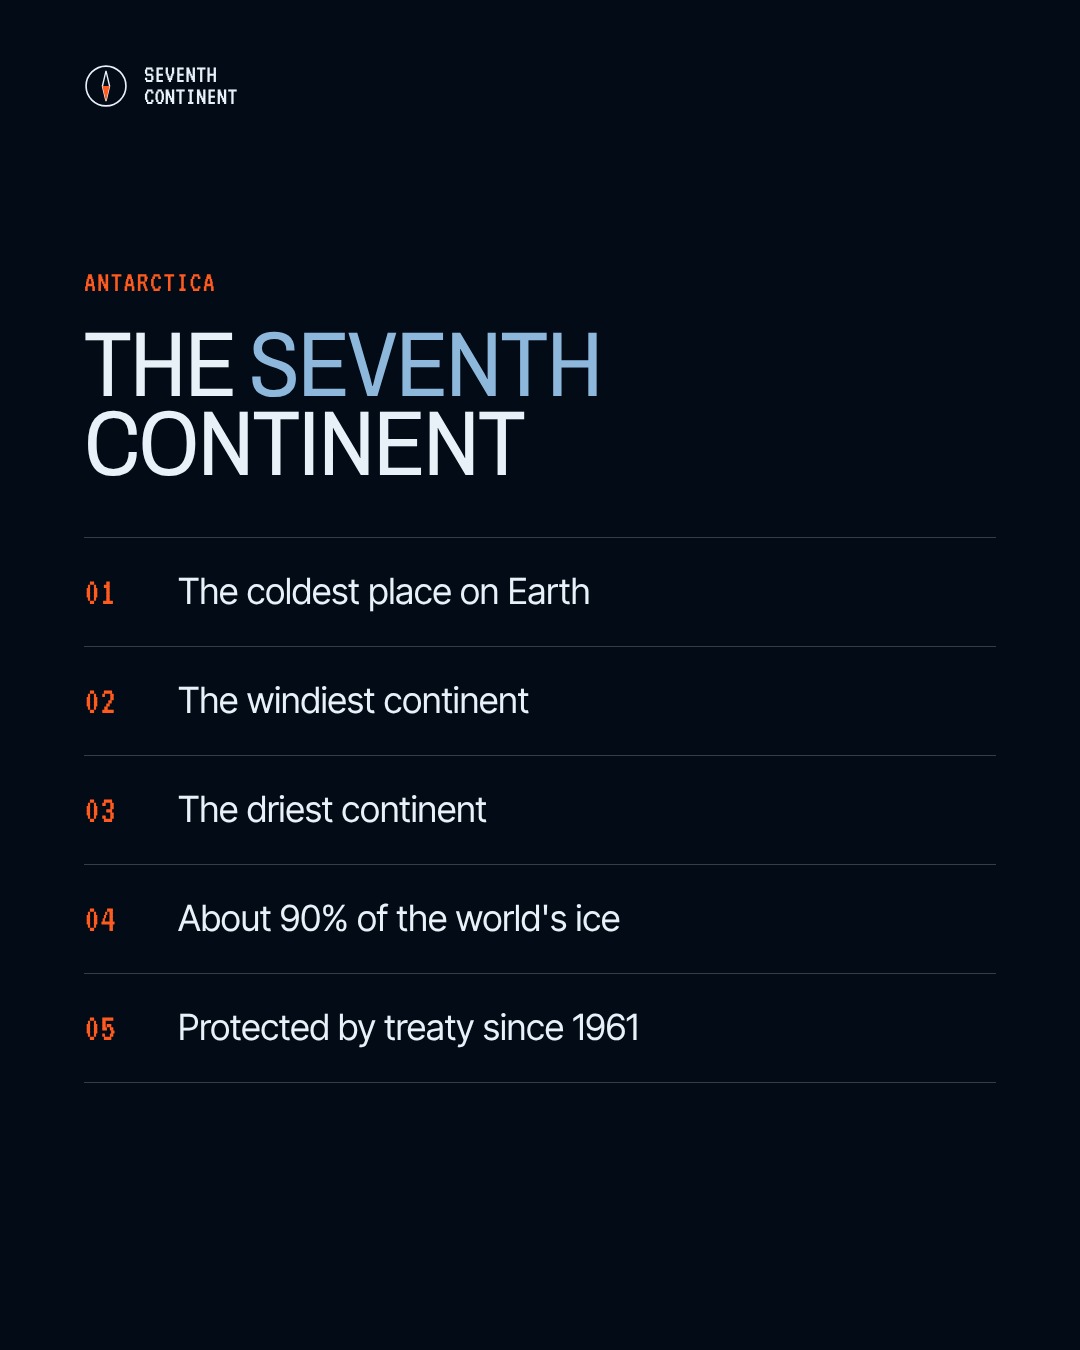 SEVENTH
CONTINENT
ANTARCTICA
THE SEVENTH
CONTINENT
01 The coldest place on Earth
02 The windiest continent
03 The driest continent
04 About 90% of the world's ice
05 Protected by treaty since 1961